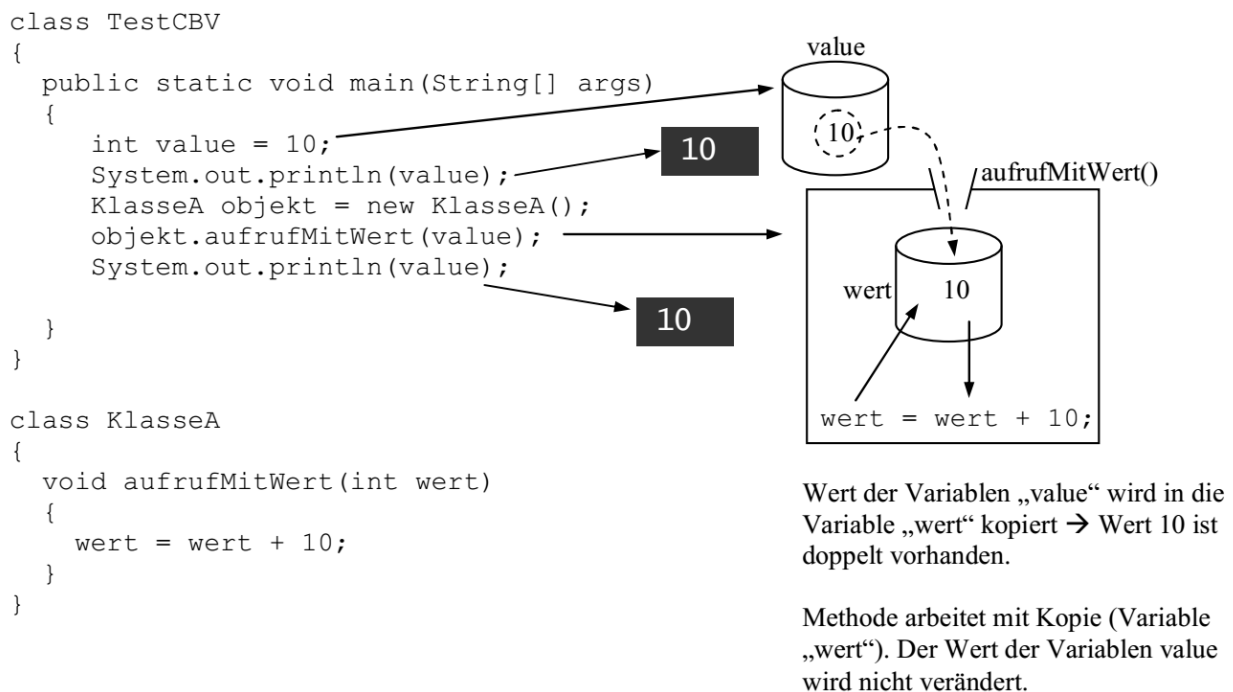 class TestCBV
{
public static void main(String[] args)
{
int value = 10;
System.out.println(value);
KlasseA objekt = new KlasseA();
objekt.aufrufMitWert(value);
System.out.println(value);
}
}
class KlasseA
{
void aufrufMitWert(int wert)
{
wert = wert + 10;
}
}
10
10
value
10
aufrufMitWert()
wert
10
wert = wert + 10;
Wert der Variablen „value“ wird in die
Variable „wert“ kopiert → Wert 10 ist
doppelt vorhanden.
Methode arbeitet mit Kopie (Variable
„wert“). Der Wert der Variablen value
wird nicht verändert.